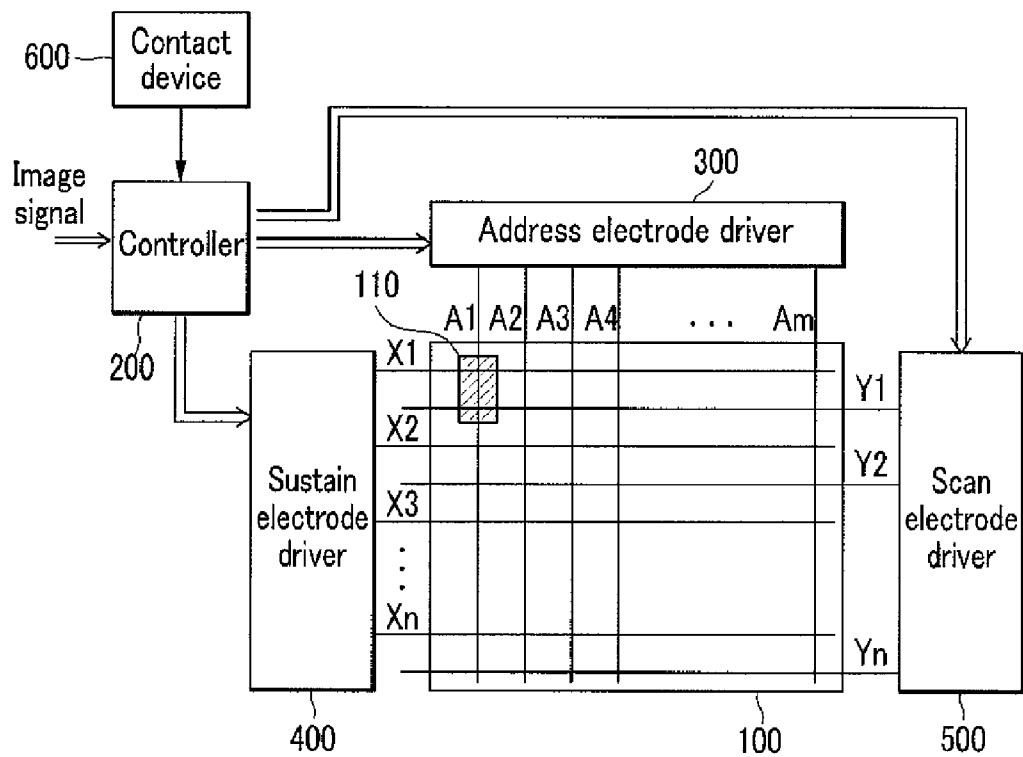 600
Contact
device
Image
signal
Controller
200
300
Address electrode driver
110
A1 A2 A3 A4 ... Am
X1
Y1
X2
Y2
X3
Xn
Yn
Sustain
electrode
driver
Scan
electrode
driver
400
100
500